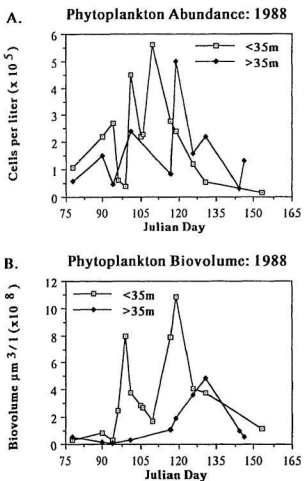 A. Phytoplankton Abundance: 1988
Cells per liter (x 10⁵)
6
5
4
3
2
1
0
<35m
>35m
75 90 105 120 135 150 165
Julian Day
B. Phytoplankton Biovolume: 1988
Biovolume µm 3/1 (x10 8)
12
10
8
6
4
2
0
<35m
>35m
75 90 105 120 135 150 165
Julian Day